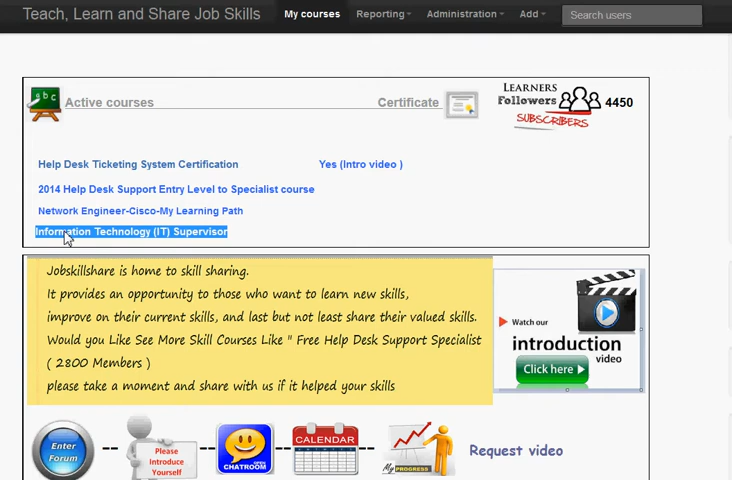 Teach, Learn and Share Job Skills My courses Reporting Administration Add Search users
abc Active courses Certificate LEARNERS Followers SUBSCRIBERS 4450
Help Desk Ticketing System Certification Yes (Intro video )
2014 Help Desk Support Entry Level to Specialist course
Network Engineer-Cisco-My Learning Path
Information Technology (IT) Supervisor
Jobskillshare is home to skill sharing.
It provides an opportunity to those who want to learn new skills,
improve on their current skills, and last but not least share their valued skills.
Would you Like See More Skill Courses Like " Free Help Desk Support Specialist
( 2800 Members )
please take a moment and share with us if it helped your skills
Watch our
introduction
video
Click here
Enter
Forum
Please
Introduce
Yourself
OPEN
CHATROOM
CALENDAR
My PROGRESS
Request video